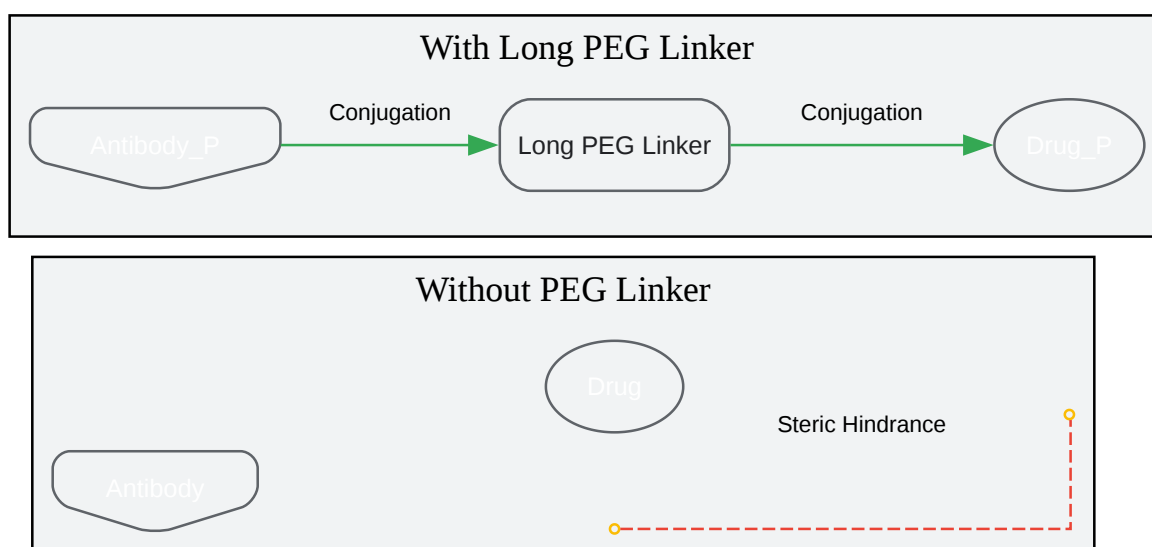 With Long PEG Linker
Conjugation
Conjugation
Antibody_P
Long PEG Linker
Drug_P
Without PEG Linker
Drug
Steric Hindrance
Antibody